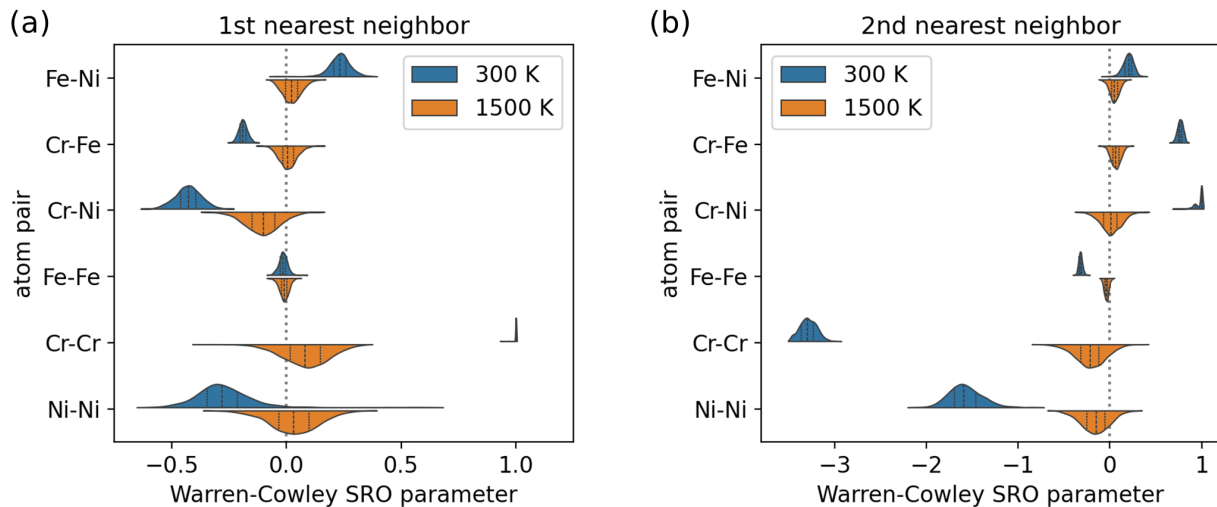 (a)
1st nearest neighbor
atom pair
Fe-Ni
Cr-Fe
Cr-Ni
Fe-Fe
Cr-Cr
Ni-Ni
300 K
1500 K
−0.5 0.0 0.5 1.0
Warren-Cowley SRO parameter
(b)
2nd nearest neighbor
atom pair
Fe-Ni
Cr-Fe
Cr-Ni
Fe-Fe
Cr-Cr
Ni-Ni
300 K
1500 K
−3 −2 −1 0 1
Warren-Cowley SRO parameter